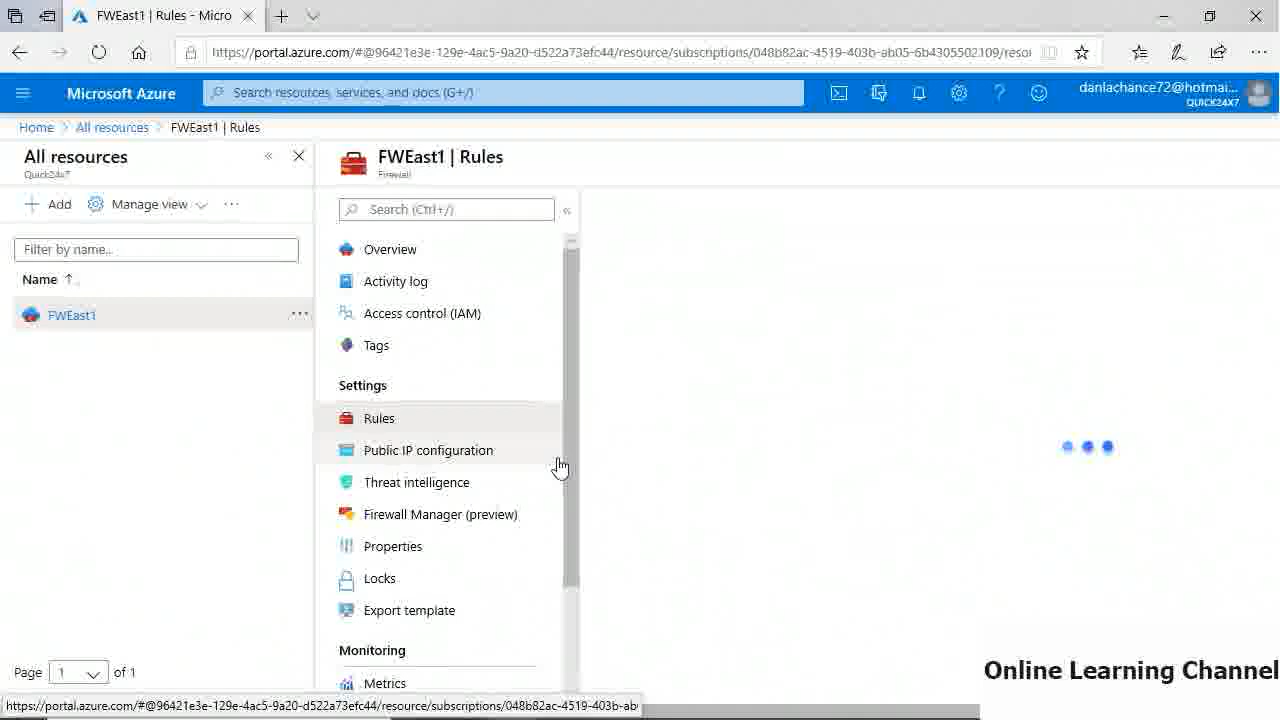 FWEast1 | Rules - Micro
https://portal.azure.com/#@96421e3e-129e-4ac5-9a20-d522a73efc44/resource/subscriptions/048b82ac-4519-403b-ab05-6b4305502109/resou
Microsoft Azure
Search resources, services, and docs (G+/)
danlachance72@hotmai...
QUICK24X7
Home > All resources > FWEast1 | Rules
All resources
Quick24x7
FWEast1 | Rules
Firewall
Add
Manage view
Search (Ctrl+/)
Filter by name...
Name ↑
FWEast1
Overview
Activity log
Access control (IAM)
Tags
Settings
Rules
Public IP configuration
Threat intelligence
Firewall Manager (preview)
Properties
Locks
Export template
Monitoring
Metrics
Page 1 of 1
Online Learning Channel
https://portal.azure.com/#@96421e3e-129e-4ac5-9a20-d522a73efc44/resource/subscriptions/048b82ac-4519-403b-ab